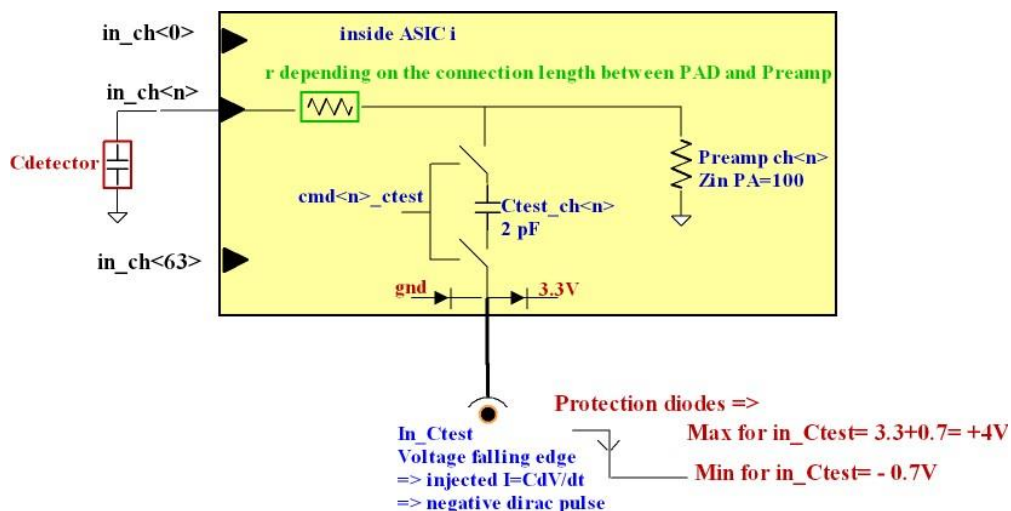 in_ch<0>
inside ASIC i
r depending on the connection length between PAD and Preamp
in_ch<n>
Cdetector
Preamp ch<n>
Zin PA=100
cmd<n>_ctest
Ctest_ch<n>
2 pF
in_ch<63>
gnd
3.3V
Protection diodes =>
Max for in_Ctest= 3.3+0.7= +4V
Min for in_Ctest= - 0.7V
In_Ctest
Voltage falling edge
=> injected I=CdV/dt
=> negative dirac pulse